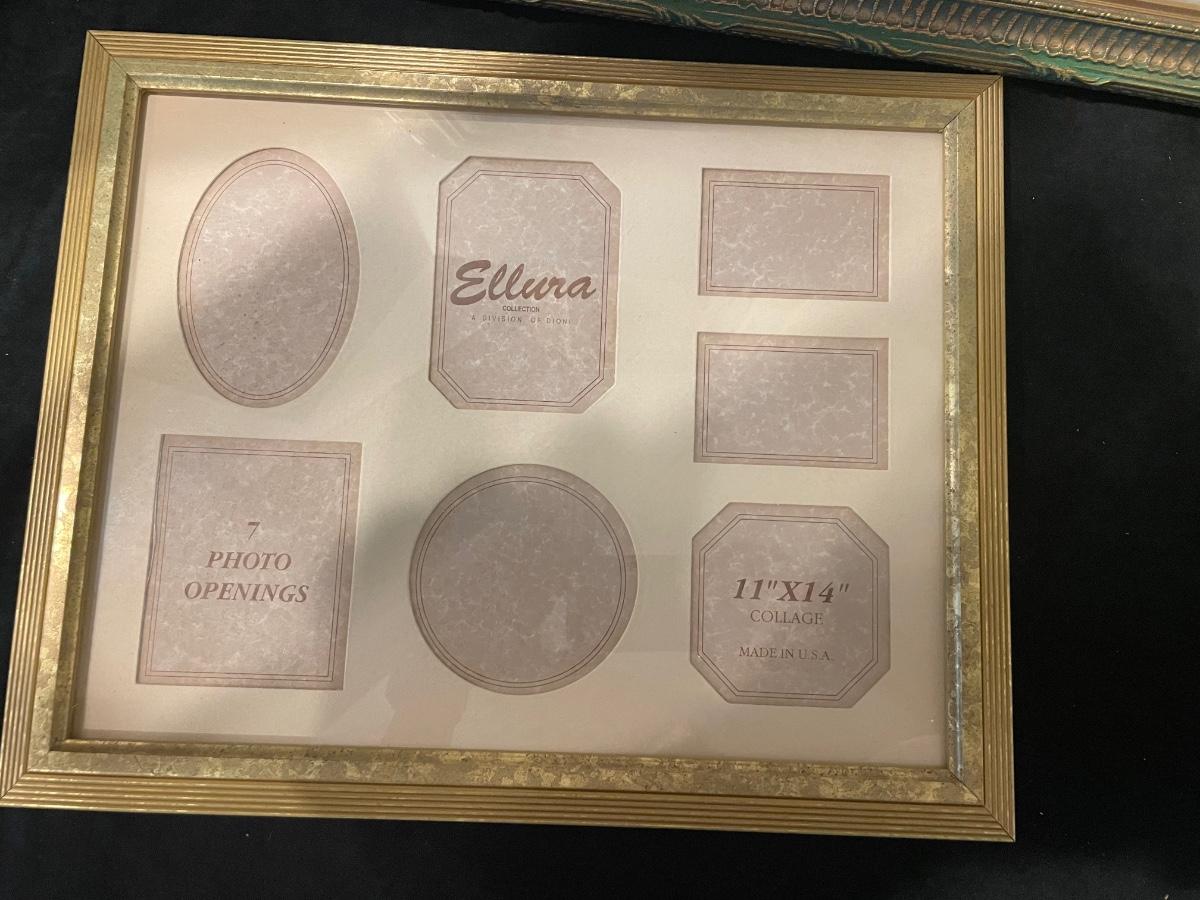 Ellura
COLLECTION
A DIVISION OF DIONI
7
PHOTO
OPENINGS
11"X14"
COLLAGE
MADE IN U.S.A.